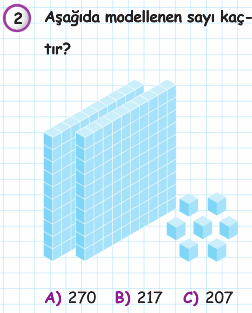 2 Aşağıda modellenen sayı kaç-
tır?
A) 270 B) 217 C) 207